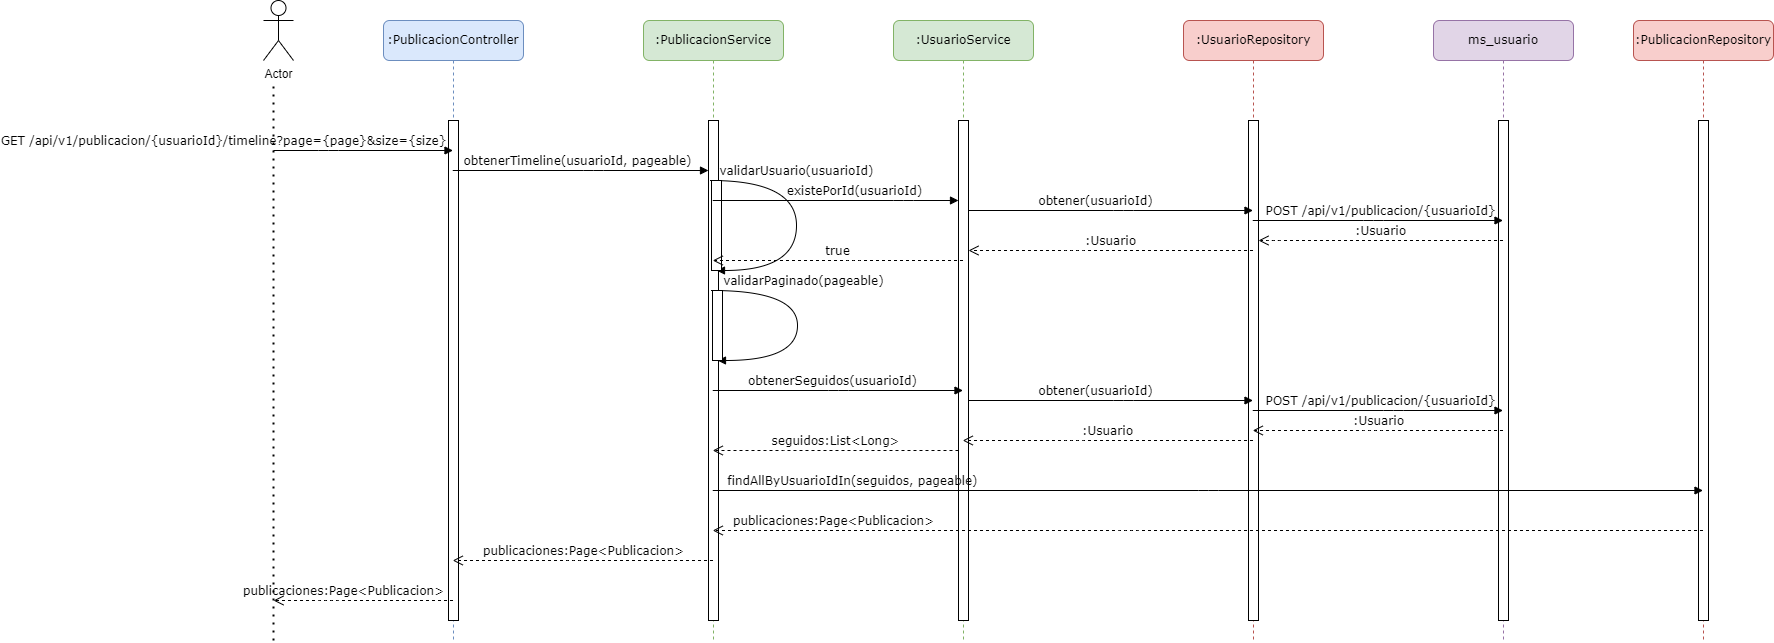 :PublicacionController
:PublicacionService
:UsuarioService
:UsuarioRepository
ms_usuario
:PublicacionRepository
Actor
GET /api/v1/publicacion/{usuarioId}/timeline?page={page}&size={size}
obtenerTimeline(usuarioId, pageable)
validarUsuario(usuarioId)
existePorId(usuarioId)
obtener(usuarioId)
POST /api/v1/publicacion/{usuarioId}
:Usuario
:Usuario
true
validarPaginado(pageable)
obtenerSeguidos(usuarioId)
obtener(usuarioId)
POST /api/v1/publicacion/{usuarioId}
:Usuario
:Usuario
seguidos:List<Long>
findAllByUsuarioIdIn(seguidos, pageable)
publicaciones:Page<Publicacion>
publicaciones:Page<Publicacion>
publicaciones:Page<Publicacion>